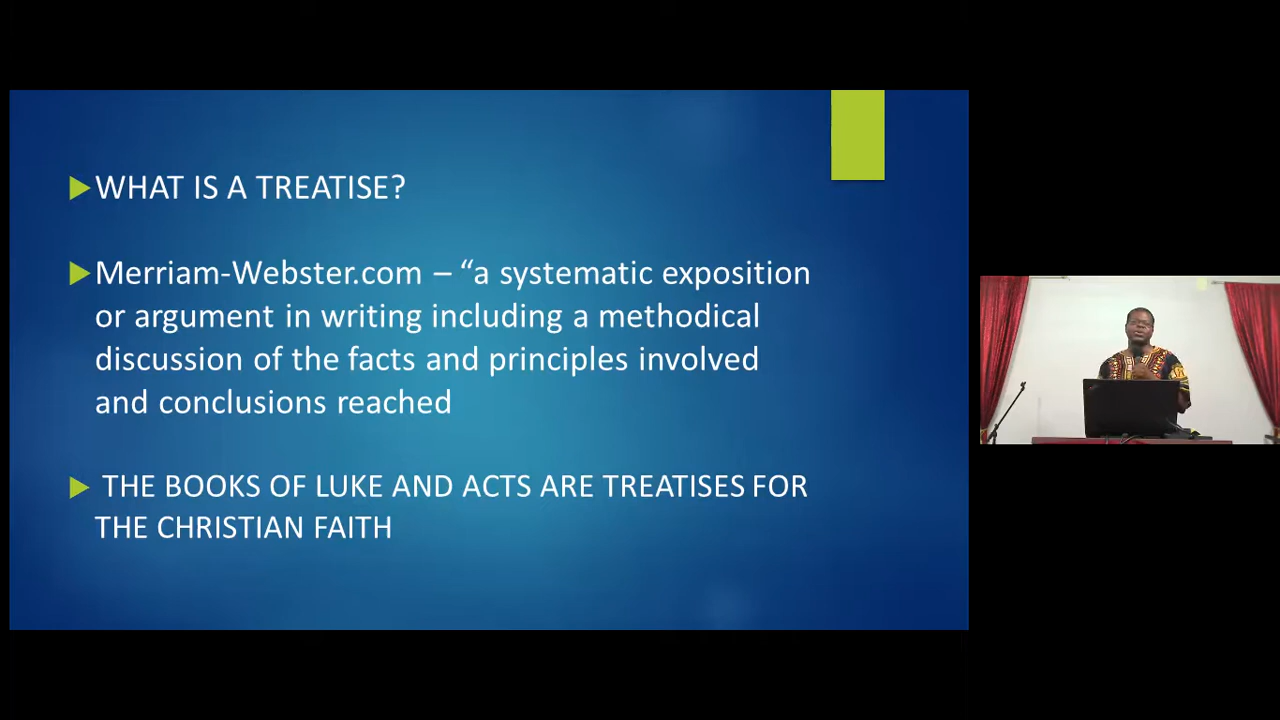 WHAT IS A TREATISE?
Merriam-Webster.com – “a systematic exposition
or argument in writing including a methodical
discussion of the facts and principles involved
and conclusions reached
THE BOOKS OF LUKE AND ACTS ARE TREATISES FOR
THE CHRISTIAN FAITH